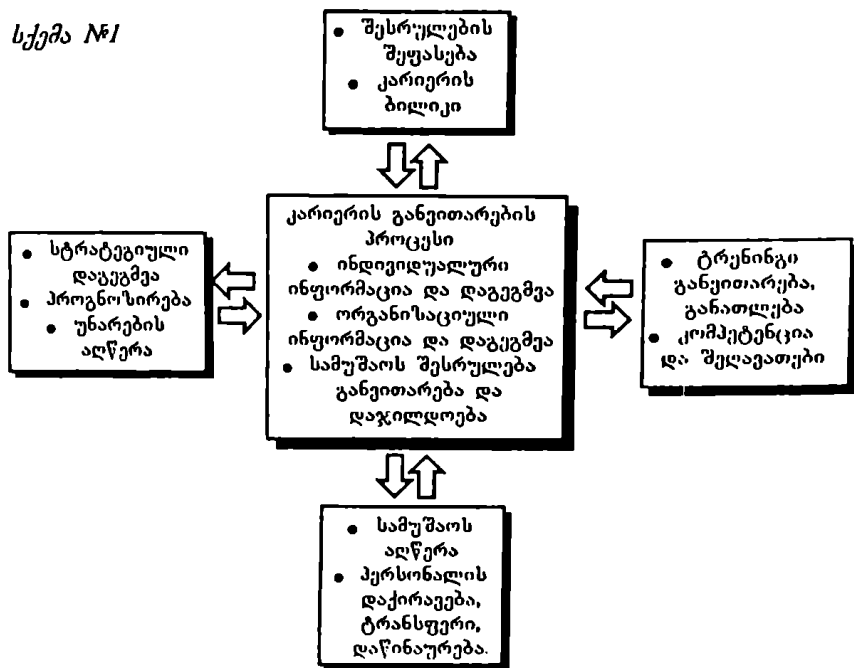 სქემა №1
• შესრულების
შეფასება
• კარიერის
ბილიკი
კარიერის განვითარების
პროცესი
• ინდივიდუალური
ინფორმაცია და დაგეგმვა
• ორგანიზაციული
ინფორმაცია და დაგეგმვა
• სამუშაოს შესრულება
განვითარება და
დაჯილდოება
• სტრატეგიული
დაგეგმვა
• პროგნოზირება
• უნარების
აღწერა
• ტრენინგი
განვითარება,
განათლება
• კომპეტენცია
და შეღავათები
• სამუშაოს
აღწერა
• პერსონალის
დაქირავება,
ტრანსფერი,
დაწინაურება.